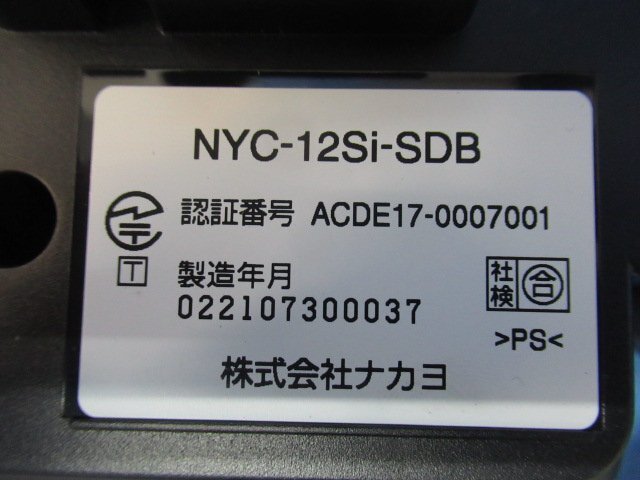 NYC-12Si-SDB
認証番号 ACDE17-0007001
T
製造年月
022107300037
社検 合
>PS<
株式会社ナカヨ